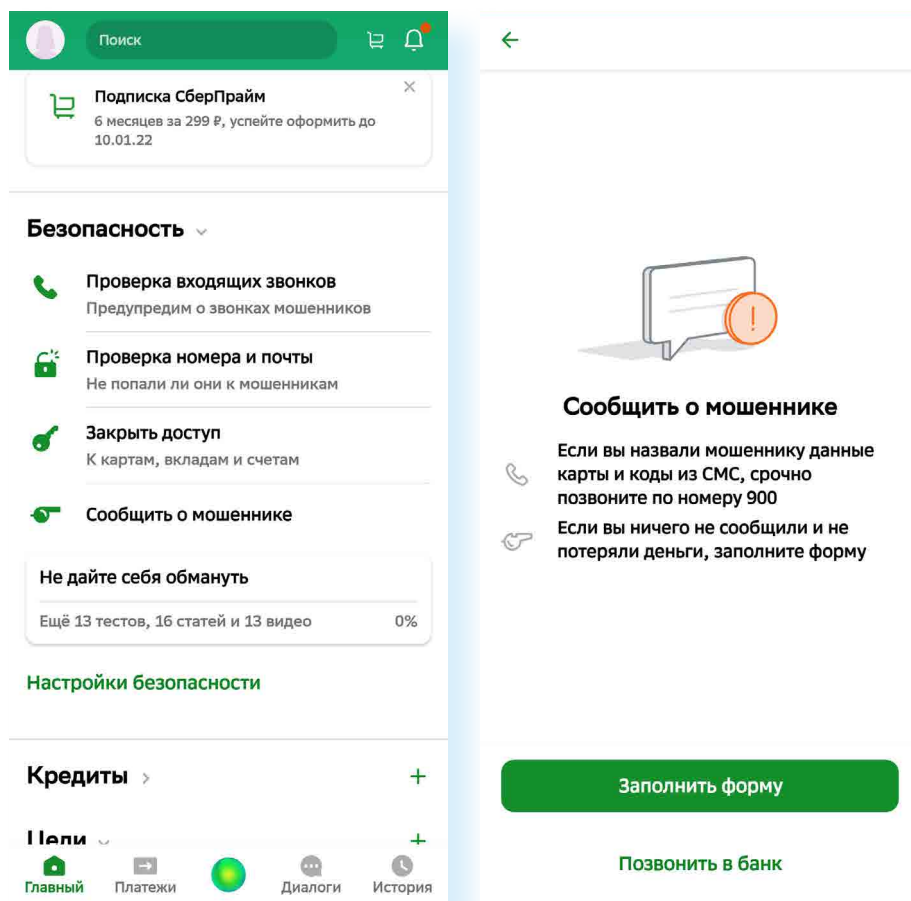 Поиск
Подписка СберПрайм
6 месяцев за 299 ₽, успейте оформить до
10.01.22
Безопасность
Проверка входящих звонков
Предупредим о звонках мошенников
Проверка номера и почты
Не попали ли они к мошенникам
Закрыть доступ
К картам, вкладам и счетам
Сообщить о мошеннике
Не дайте себя обмануть
Ещё 13 тестов, 16 статей и 13 видео 0%
Настройки безопасности
Кредиты
Цели
Главный Платежи Диалоги История
Сообщить о мошеннике
Если вы назвали мошеннику данные
карты и коды из СМС, срочно
позвоните по номеру 900
Если вы ничего не сообщили и не
потеряли деньги, заполните форму
Заполнить форму
Позвонить в банк